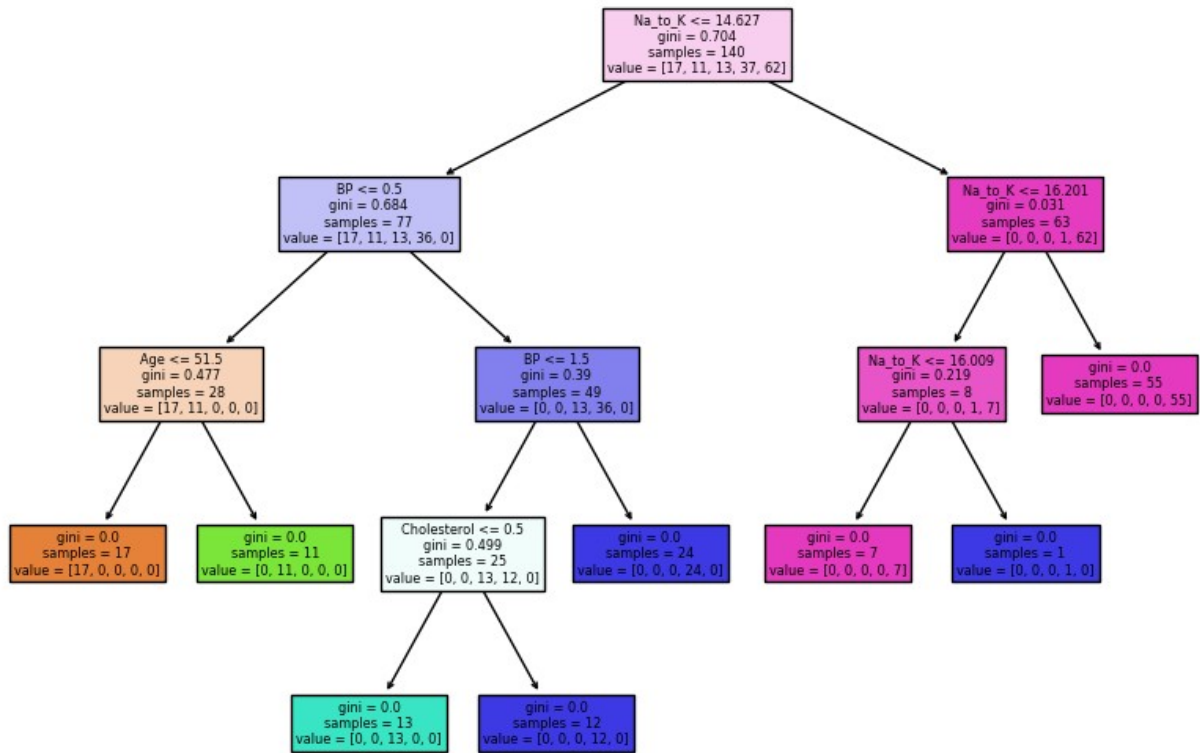 Na_to_K <= 14.627
gini = 0.704
samples = 140
value = [17, 11, 13, 37, 62]
BP <= 0.5
gini = 0.684
samples = 77
value = [17, 11, 13, 36, 0]
Na_to_K <= 16.201
gini = 0.031
samples = 63
value = [0, 0, 0, 1, 62]
Age <= 51.5
gini = 0.477
samples = 28
value = [17, 11, 0, 0, 0]
BP <= 1.5
gini = 0.39
samples = 49
value = [0, 0, 13, 36, 0]
Na_to_K <= 16.009
gini = 0.219
samples = 8
value = [0, 0, 0, 1, 7]
gini = 0.0
samples = 55
value = [0, 0, 0, 0, 55]
gini = 0.0
samples = 17
value = [17, 0, 0, 0, 0]
gini = 0.0
samples = 11
value = [0, 11, 0, 0, 0]
Cholesterol <= 0.5
gini = 0.499
samples = 25
value = [0, 0, 13, 12, 0]
gini = 0.0
samples = 24
value = [0, 0, 0, 24, 0]
gini = 0.0
samples = 7
value = [0, 0, 0, 0, 7]
gini = 0.0
samples = 1
value = [0, 0, 0, 1, 0]
gini = 0.0
samples = 13
value = [0, 0, 13, 0, 0]
gini = 0.0
samples = 12
value = [0, 0, 0, 12, 0]